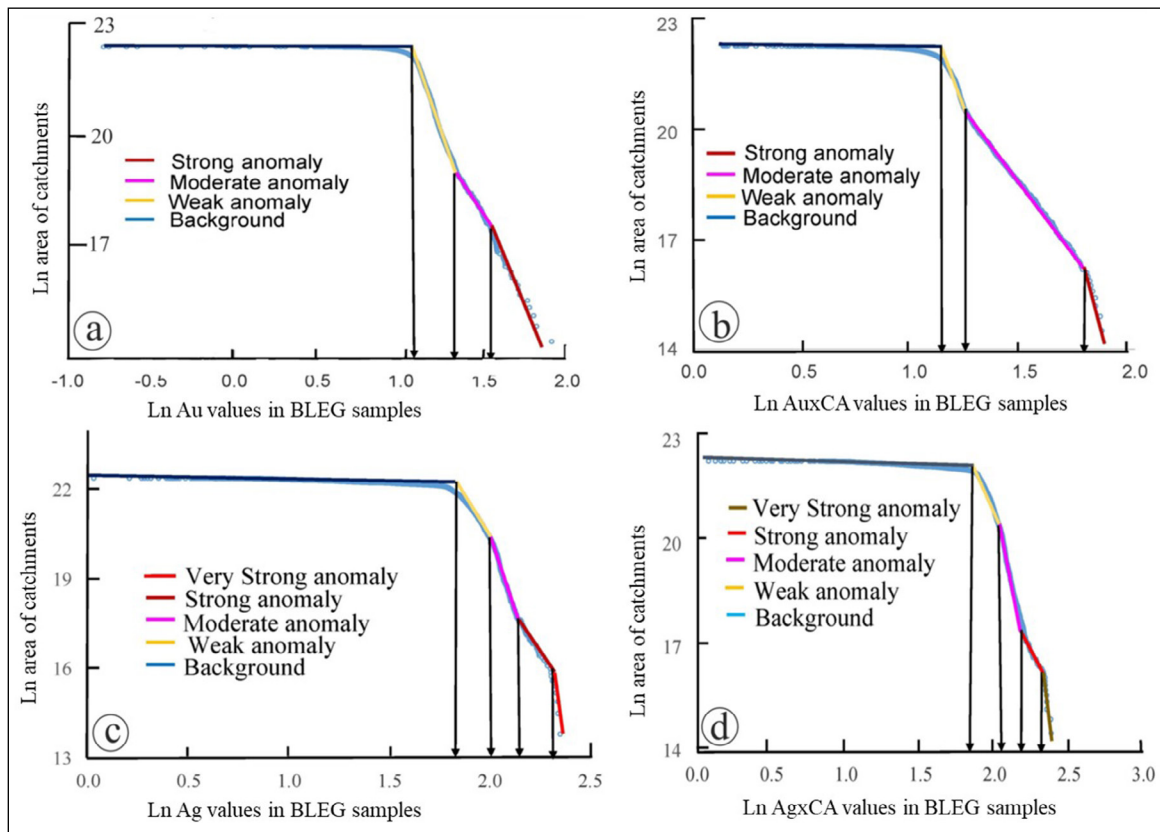 23
20
17
Ln area of catchments
Strong anomaly
Moderate anomaly
Weak anomaly
Background
a
-1.0 -0.5 0.0 0.5 1.0 1.5 2.0
Ln Au values in BLEG samples
23
20
17
14
Ln area of catchments
Strong anomaly
Moderate anomaly
Weak anomaly
Background
b
0.0 0.5 1.0 1.5 2.0
Ln AuxCA values in BLEG samples
22
19
16
13
Ln area of catchments
Very Strong anomaly
Strong anomaly
Moderate anomaly
Weak anomaly
Background
c
0.0 0.5 1.0 1.5 2.0 2.5
Ln Ag values in BLEG samples
23
20
17
14
Ln area of catchments
Very Strong anomaly
Strong anomaly
Moderate anomaly
Weak anomaly
Background
d
0.0 0.5 1.0 1.5 2.0 2.5 3.0
Ln AgxCA values in BLEG samples